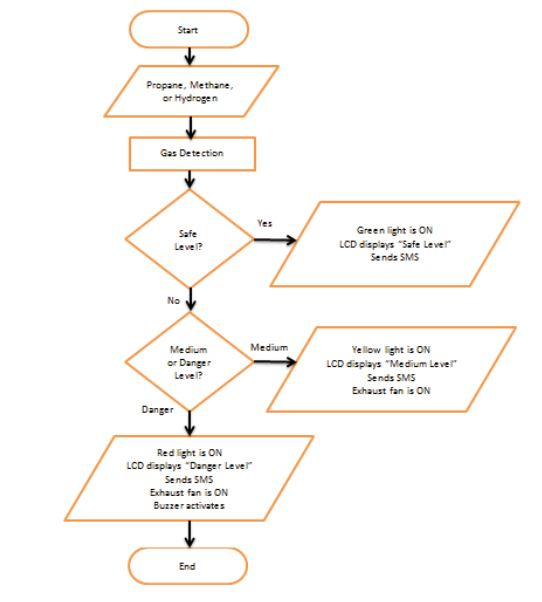 Start
Propane, Methane,
or Hydrogen
Gas Detection
Safe
Level?
Yes
Green light is ON
LCD displays “Safe Level”
Sends SMS
No
Medium
or Danger
Level?
Medium
Yellow light is ON
LCD displays “Medium Level”
Sends SMS
Exhaust fan is ON
Danger
Red light is ON
LCD displays “Danger Level”
Sends SMS
Exhaust fan is ON
Buzzer activates
End